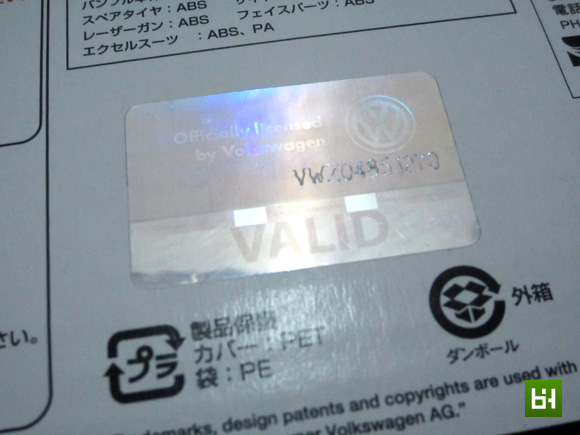 スペアタイヤ：ABS
レーザーガン：ABS　フェイスパーツ：ABS
エクセルスーツ　：ABS、PA
Officially licensed
by Volkswagen
VALID
さい。
製品保護
カバー：PET
袋：PE
プラ
外箱
ダンボール
demarks, design patents and copyrights are used with
Volkswagen AG."